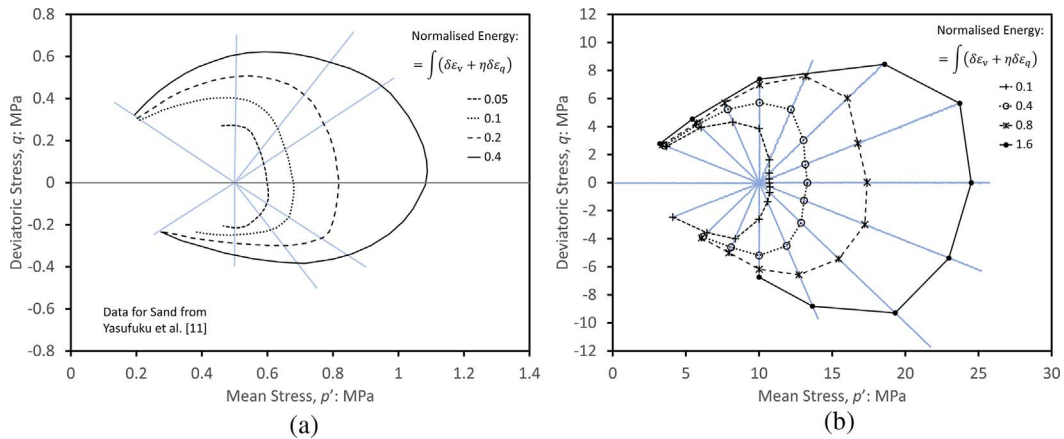 0.8
0.6
0.4
0.2
0
-0.2
-0.4
-0.6
-0.8
Deviatoric Stress, q: MPa
Normalised Energy:
= ∫(δεv + ηδεq)
0.05
0.1
0.2
0.4
Data for Sand from
Yasufuku et al. [11]
0 0.2 0.4 0.6 0.8 1 1.2 1.4
Mean Stress, p': MPa
(a)
12
10
8
6
4
2
0
-2
-4
-6
-8
-10
-12
Deviatoric Stress, q: MPa
Normalised Energy:
= ∫(δεv + ηδεq)
0.1
0.4
0.8
1.6
0 5 10 15 20 25 30
Mean Stress, p': MPa
(b)